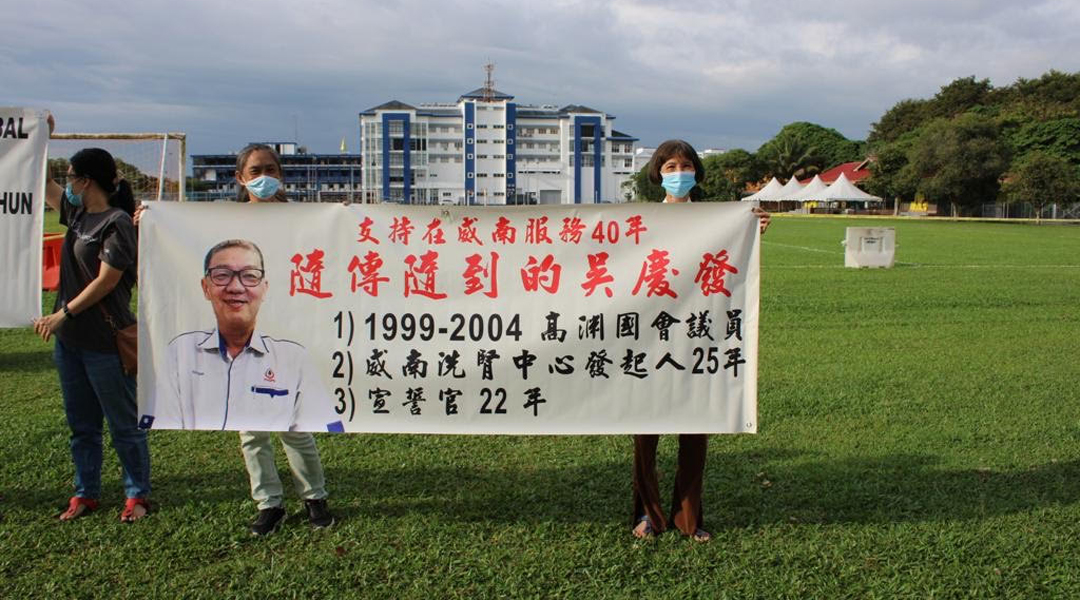 BAL
HUN
支持在威南服務40年
隨傳隨到的吴慶發
1) 1999-2004 高渊國會議員
2) 威南洗腎中心發起人25年
3) 宣誓官 22 年